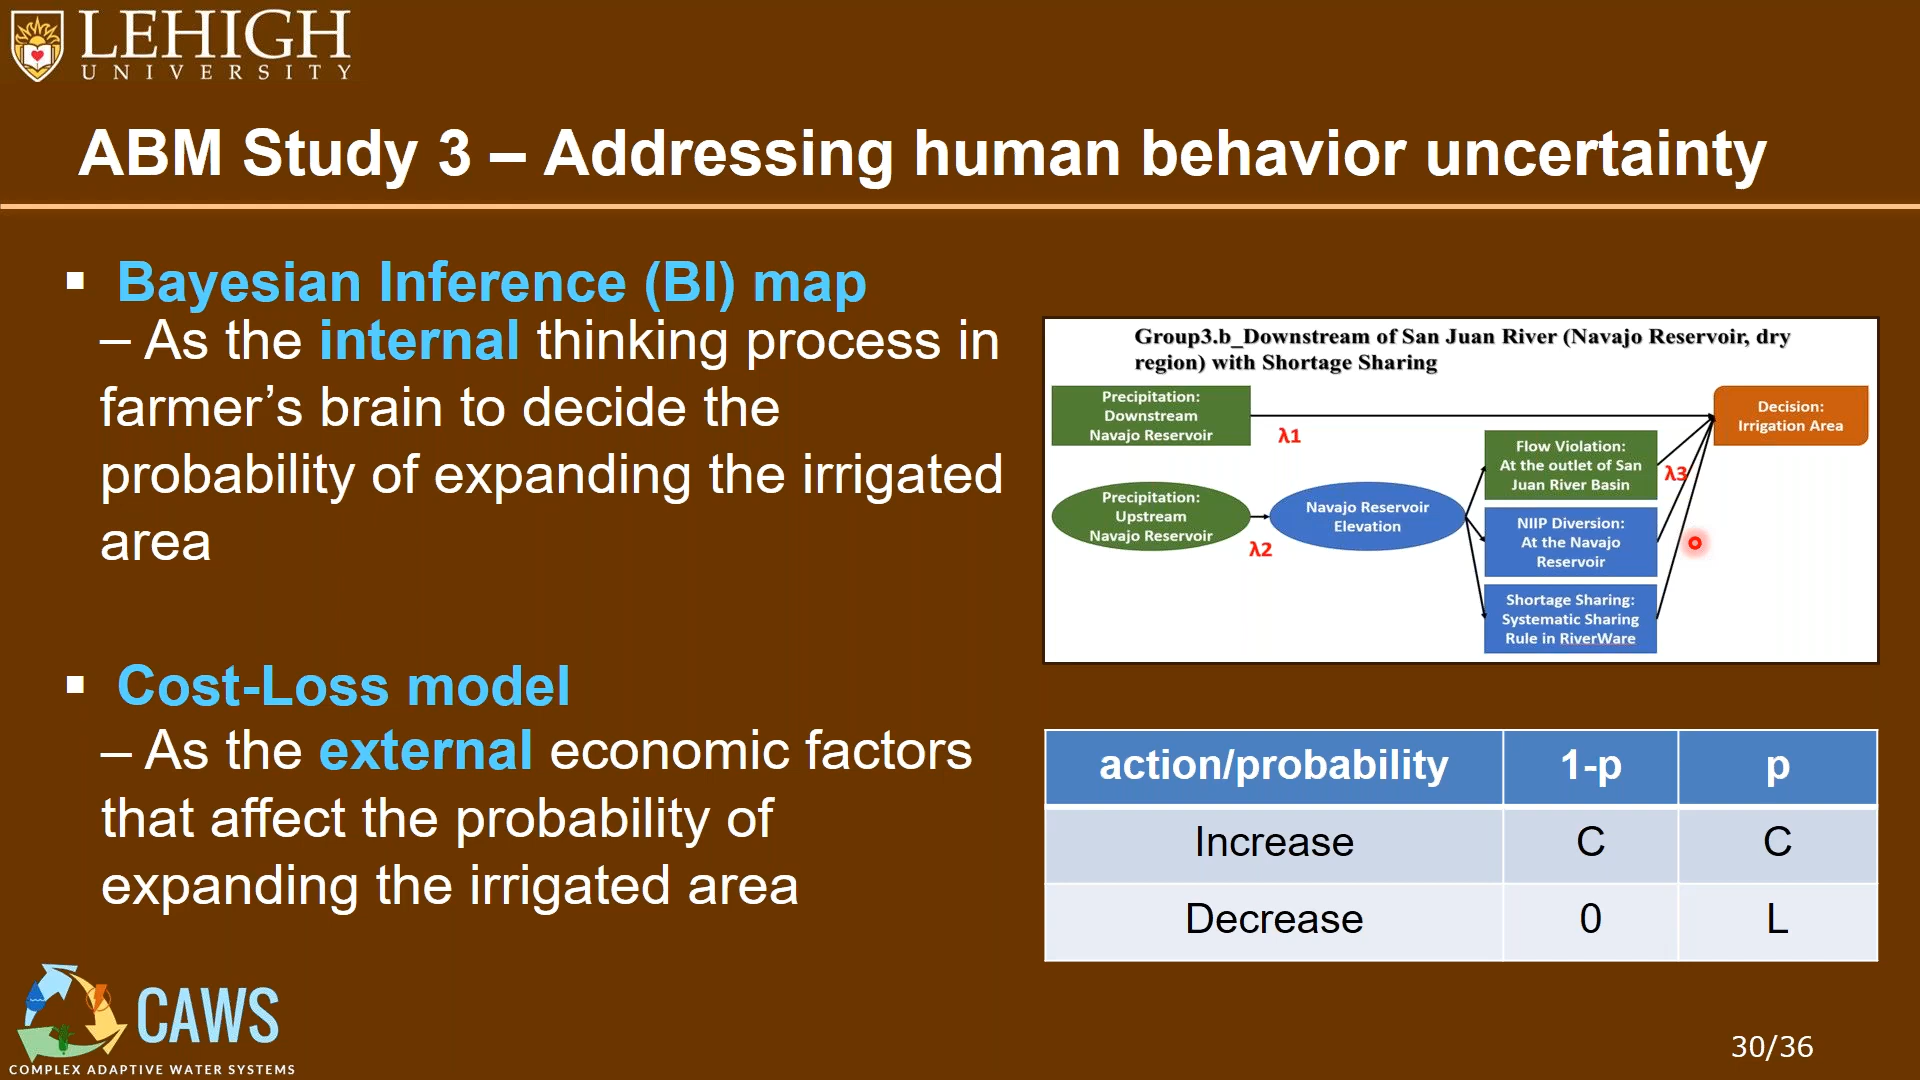 LEHIGH
UNIVERSITY
ABM Study 3 – Addressing human behavior uncertainty
▪ Bayesian Inference (BI) map
– As the internal thinking process in
farmer’s brain to decide the
probability of expanding the irrigated
area
▪ Cost-Loss model
– As the external economic factors
that affect the probability of
expanding the irrigated area
Group3.b_Downstream of San Juan River (Navajo Reservoir, dry
region) with Shortage Sharing
Precipitation:
Downstream
Navajo Reservoir
λ1
Decision:
Irrigation Area
Precipitation:
Upstream
Navajo Reservoir
λ2
Navajo Reservoir
Elevation
Flow Violation:
At the outlet of San
Juan River Basin
λ3
NIIP Diversion:
At the Navajo
Reservoir
Shortage Sharing:
Systematic Sharing
Rule in RiverWare
action/probability 1-p p
Increase C C
Decrease 0 L
CAWS
COMPLEX ADAPTIVE WATER SYSTEMS
30/36